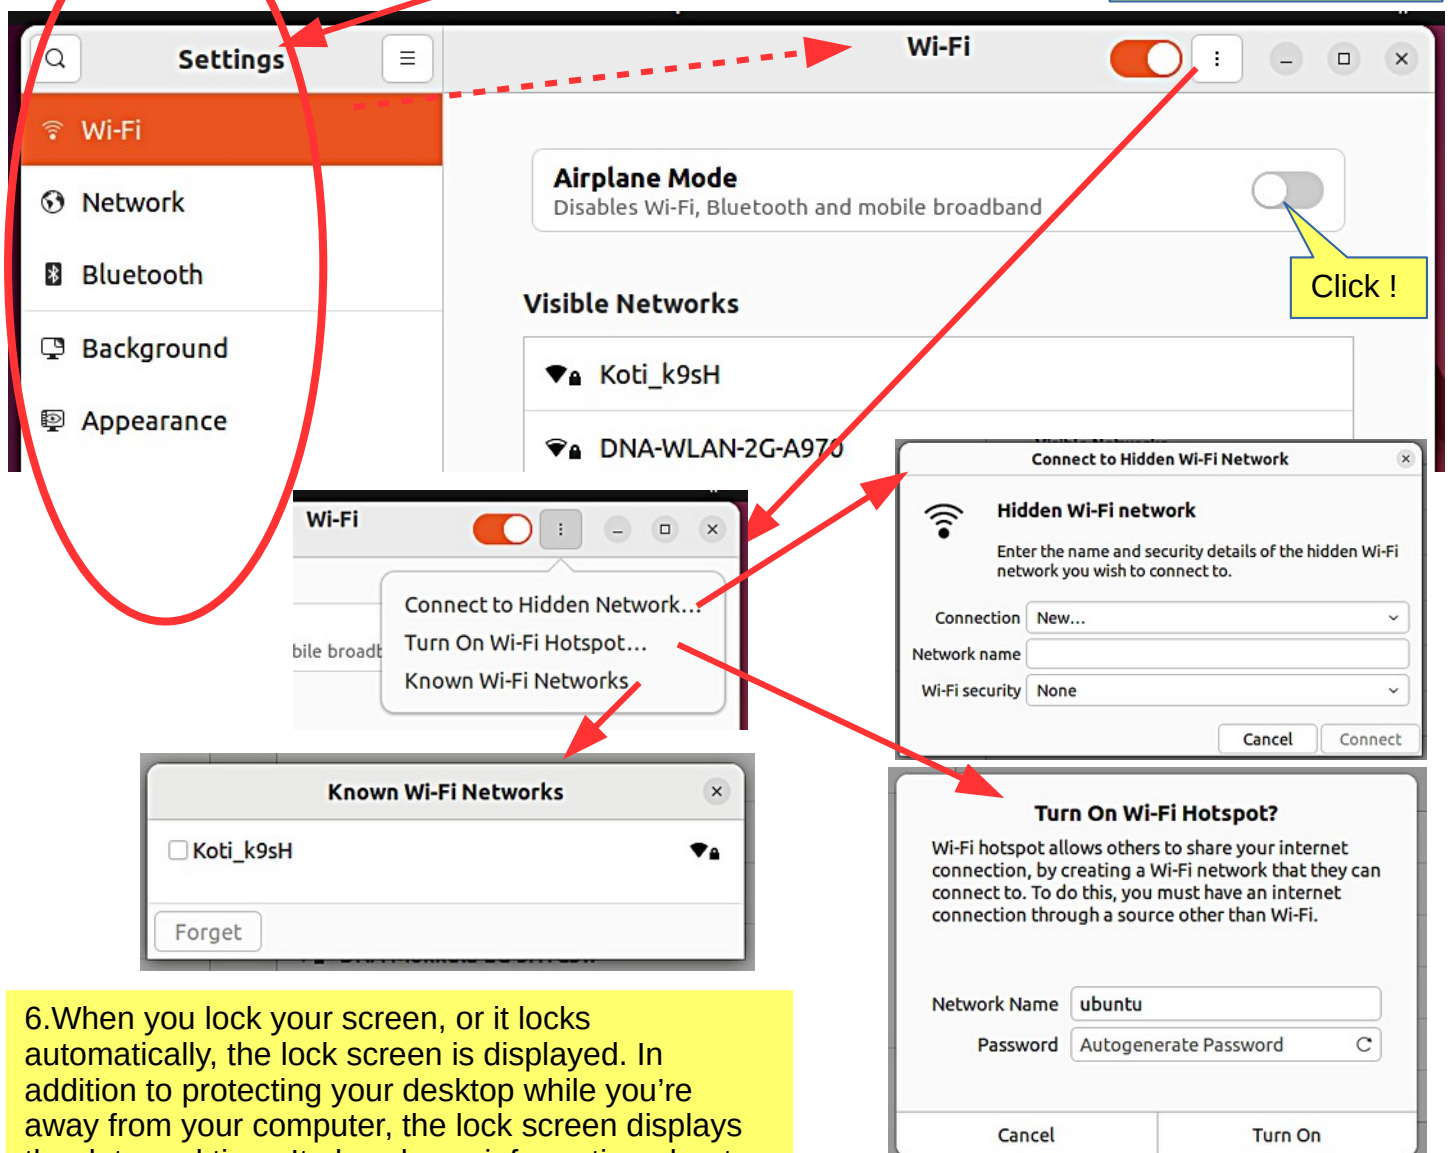 Settings
Wi-Fi
Wi-Fi
Network
Bluetooth
Background
Appearance
Airplane Mode
Disables Wi-Fi, Bluetooth and mobile broadband
Click !
Visible Networks
Koti_k9sH
DNA-WLAN-2G-A970
Wi-Fi
Connect to Hidden Network...
Turn On Wi-Fi Hotspot...
Known Wi-Fi Networks
bile broadb
Connect to Hidden Wi-Fi Network
Hidden Wi-Fi network
Enter the name and security details of the hidden Wi-Fi
network you wish to connect to.
Connection New...
Network name
Wi-Fi security None
Cancel Connect
Known Wi-Fi Networks
Koti_k9sH
Forget
Turn On Wi-Fi Hotspot?
Wi-Fi hotspot allows others to share your internet
connection, by creating a Wi-Fi network that they can
connect to. To do this, you must have an internet
connection through a source other than Wi-Fi.
Network Name ubuntu
Password Autogenerate Password
Cancel Turn On
6.When you lock your screen, or it locks
automatically, the lock screen is displayed. In
addition to protecting your desktop while you're
away from your computer, the lock screen displays